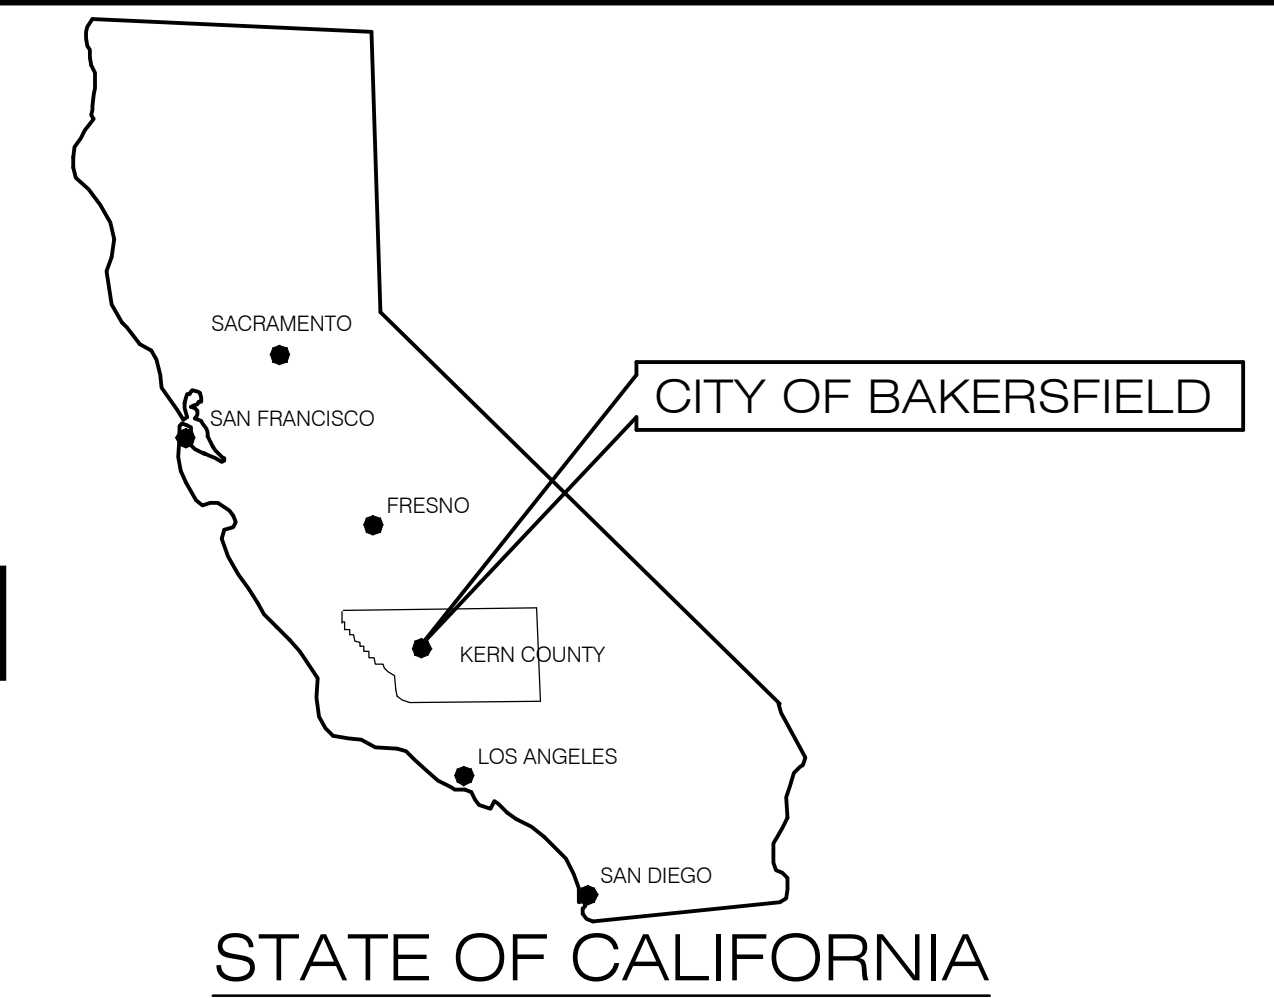 SACRAMENTO
CITY OF BAKERSFIELD
SAN FRANCISCO
FRESNO
KERN COUNTY
LOS ANGELES
SAN DIEGO
STATE OF CALIFORNIA